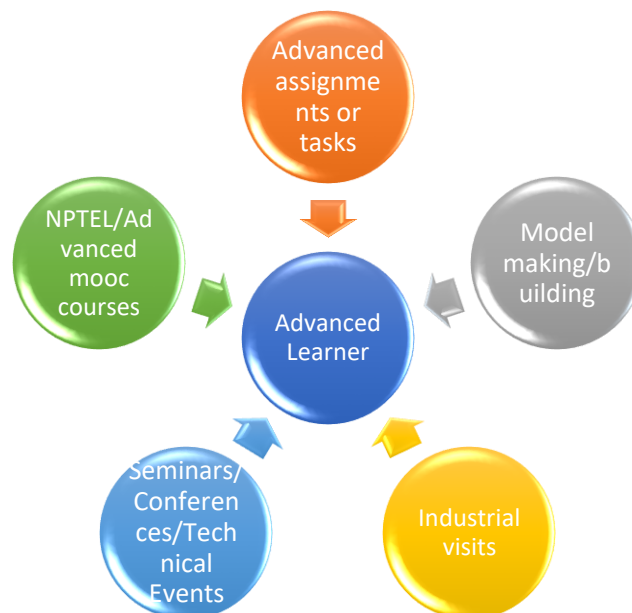 Advanced
assignme
nts or
tasks
NPTEL/Ad
vanced
mooc
courses
Model
making/b
uilding
Advanced
Learner
Seminars/
Conferen
ces/Tech
nical
Events
Industrial
visits